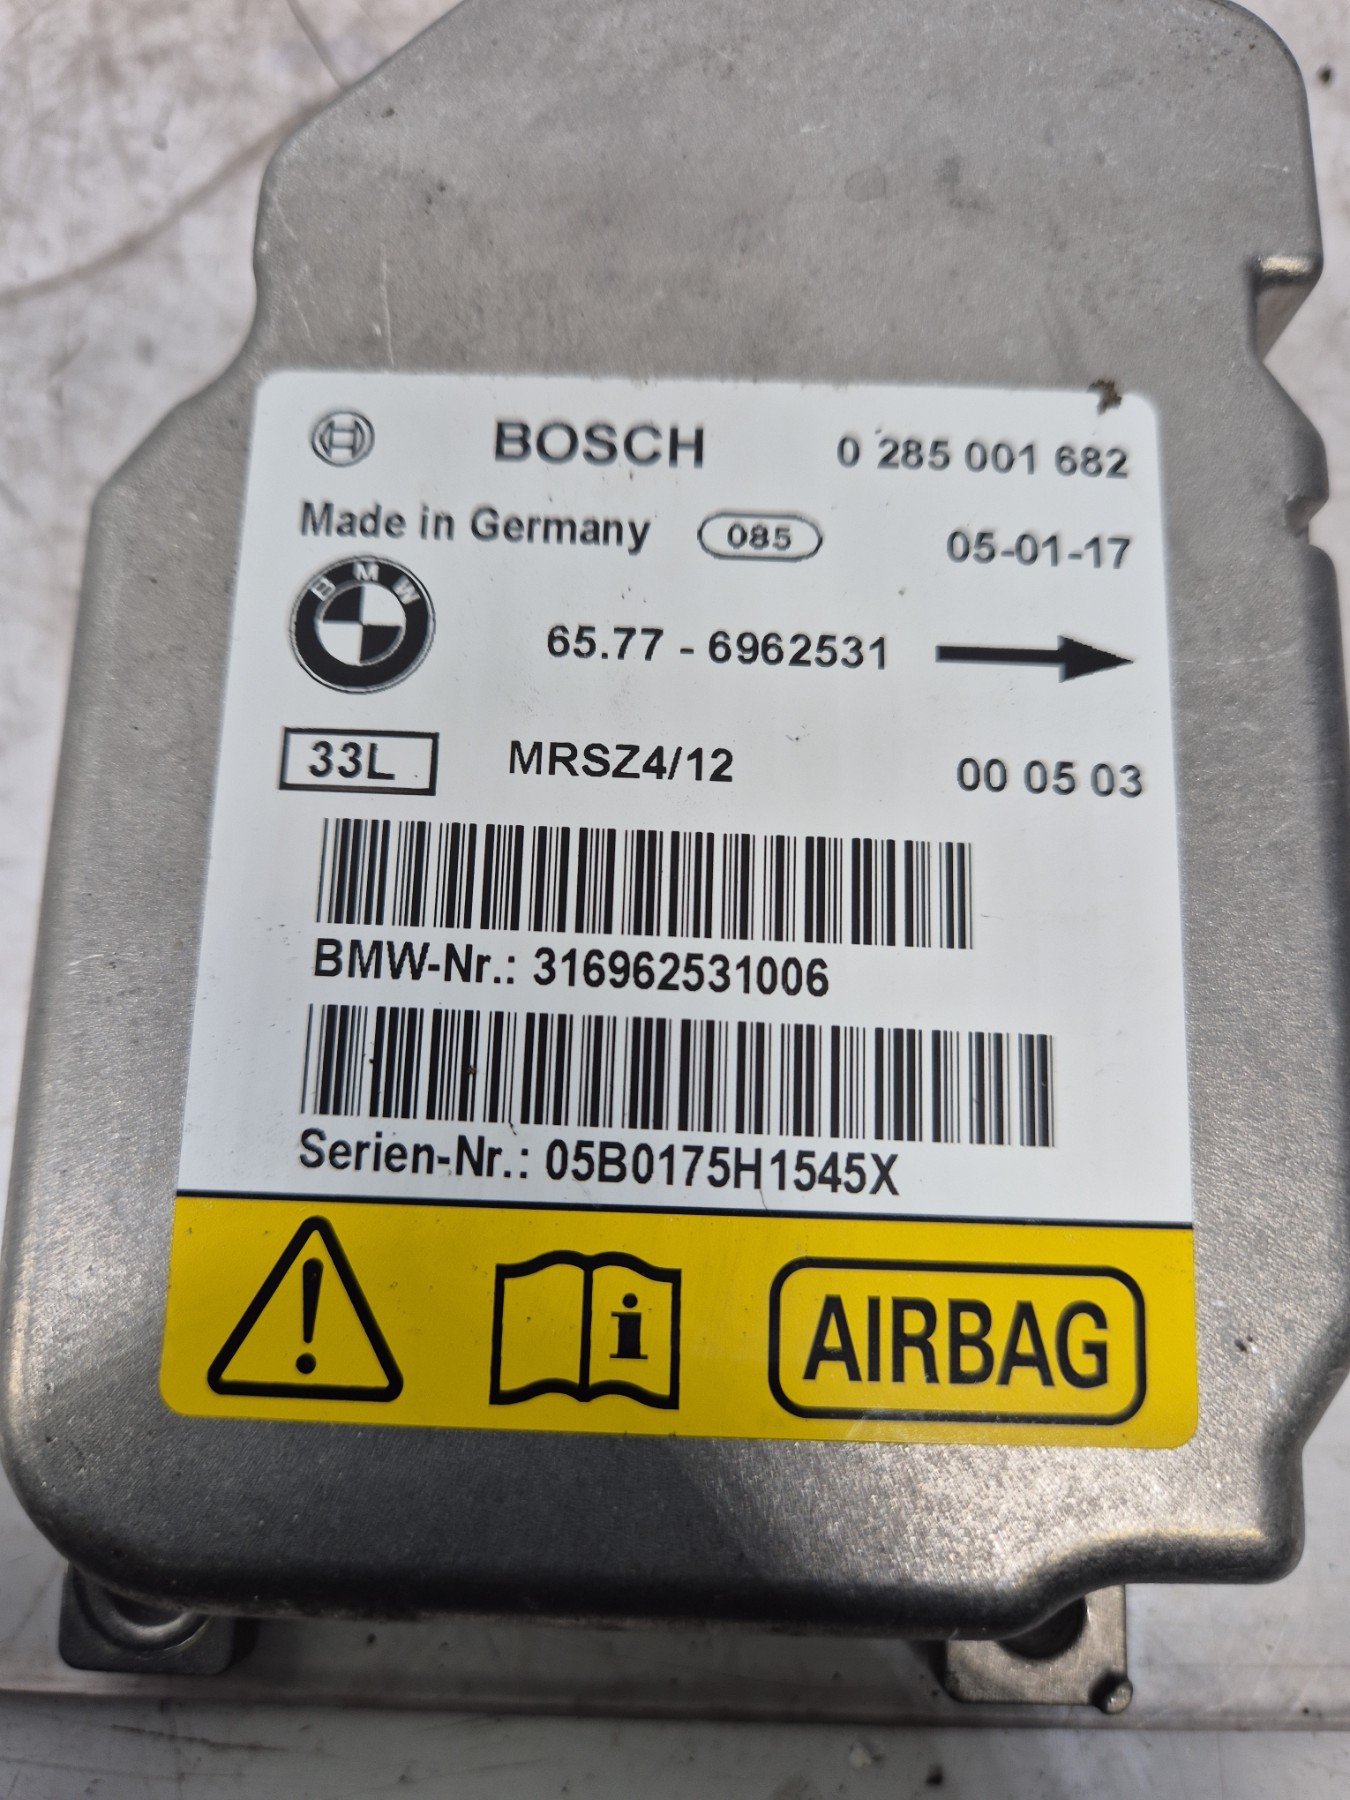 BOSCH 0 285 001 682
Made in Germany 085 05-01-17
BMW
65.77 - 6962531
33L MRSZ4/12 00 05 03
BMW-Nr.: 316962531006
Serien-Nr.: 05B0175H1545X
i AIRBAG